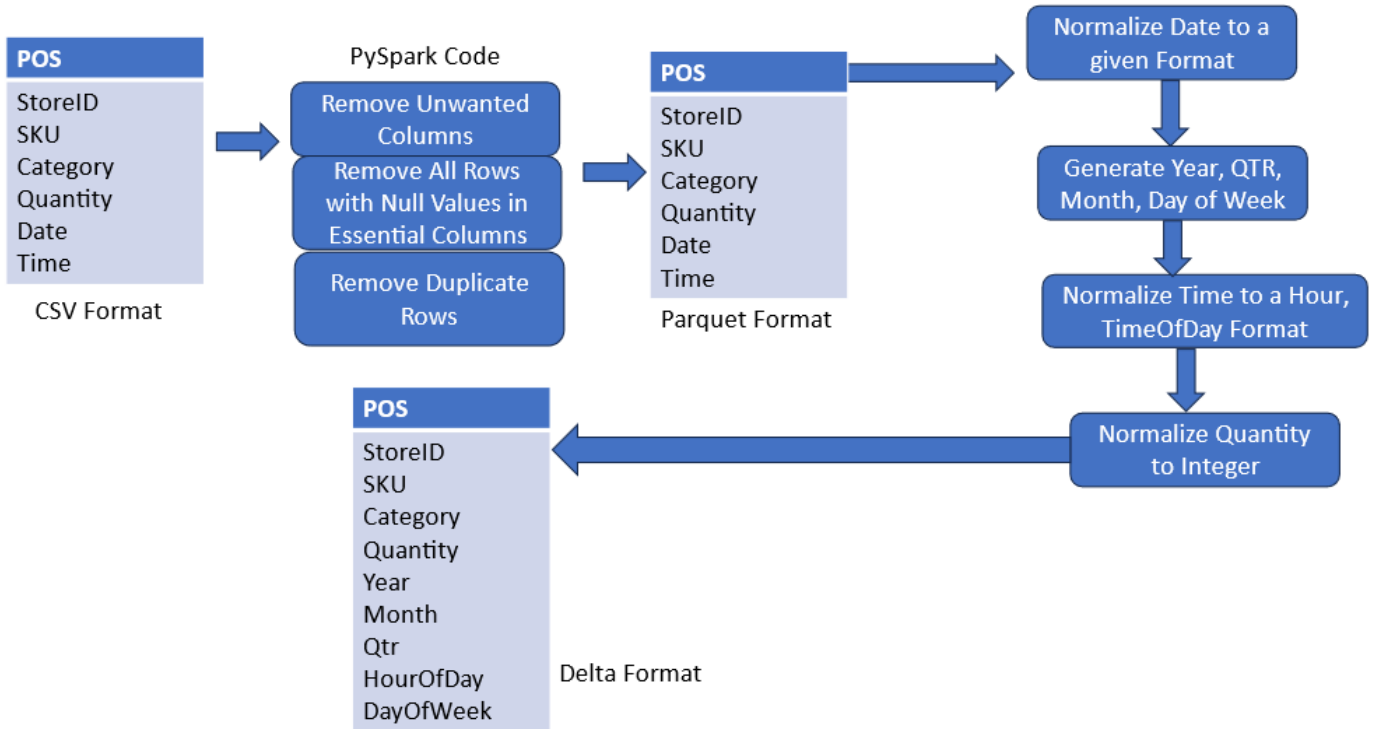 POS
StoreID
SKU
Category
Quantity
Date
Time
CSV Format
PySpark Code
Remove Unwanted
Columns
Remove All Rows
with Null Values in
Essential Columns
Remove Duplicate
Rows
POS
StoreID
SKU
Category
Quantity
Date
Time
Parquet Format
Normalize Date to a
given Format
Generate Year, QTR,
Month, Day of Week
Normalize Time to a Hour,
TimeOfDay Format
Normalize Quantity
to Integer
POS
StoreID
SKU
Category
Quantity
Year
Month
Qtr
HourOfDay
DayOfWeek
Delta Format